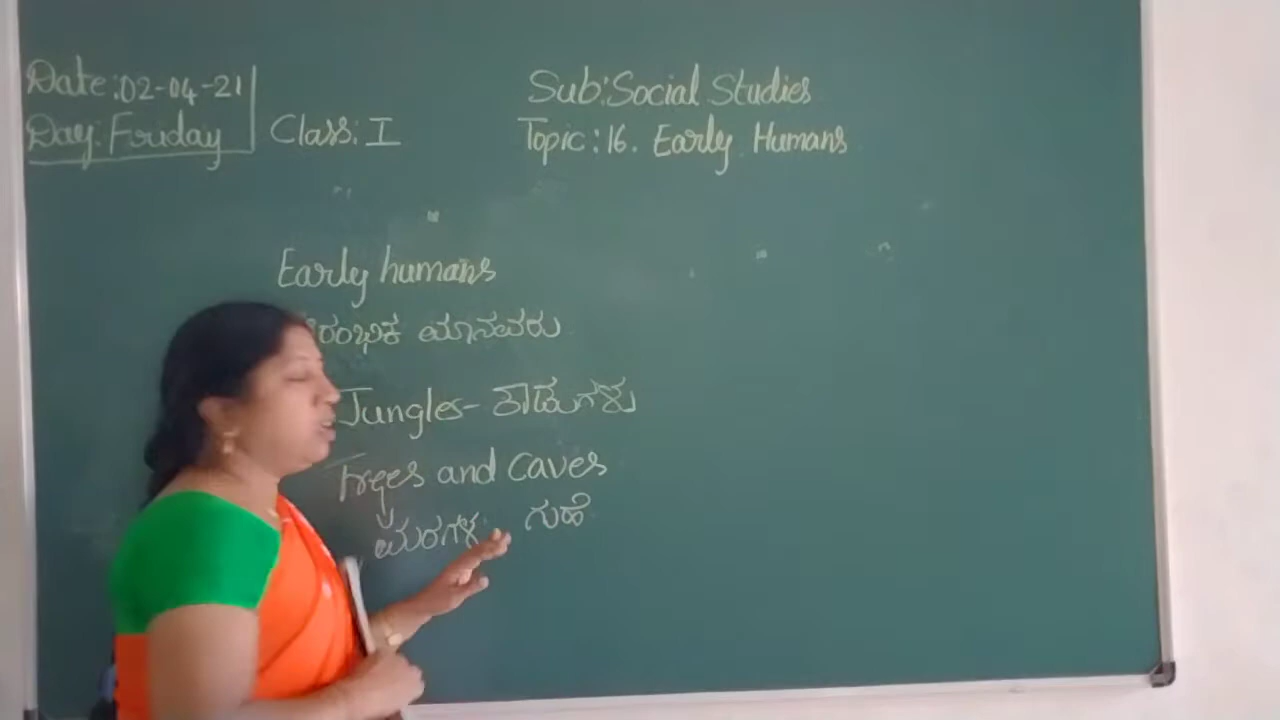 Date:02-04-21
Day:Friday
Class: I
Sub:Social Studies
Topic:16. Early Humans
Early humans
ಮಾನವರು
Jungles- ಕಾಡುಗಳು
Trees and Caves
ಮರಗಳ ಗುಹೆ